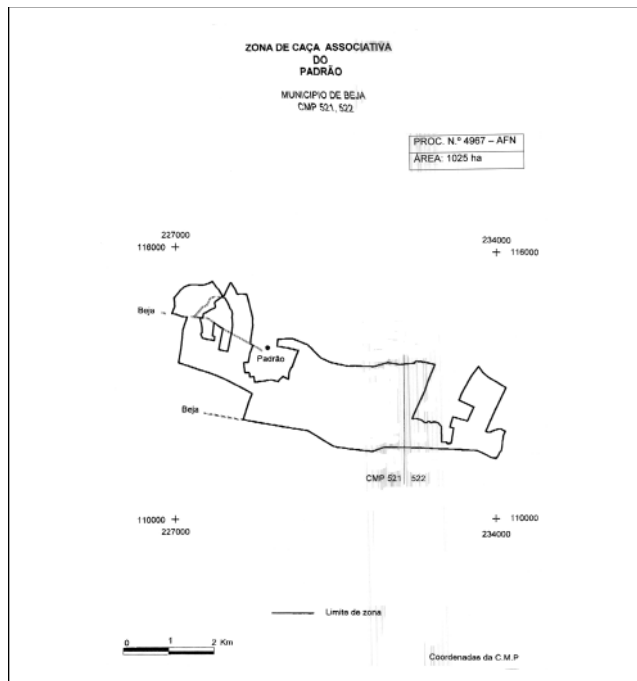 ZONA DE CAÇA ASSOCIATIVA
DO
PADRÃO
MUNICIPIO DE BEJA
CMP 521, 522
PROC. N.º 4967 – AFN
ÁREA: 1025 ha
227000
116000
234000
116000
Beja
Padrão
Beja
CMP 521
522
110000
227000
110000
234000
Limite de zona
0 1 2 Km
Coordenadas da C.M.P